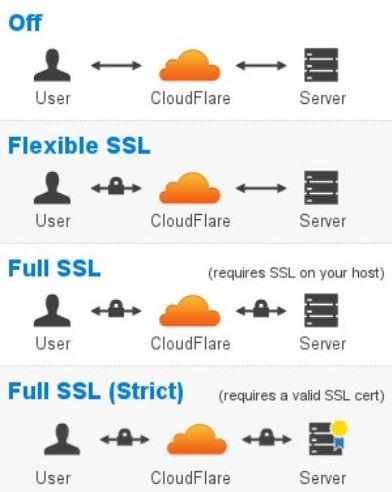 Off
User CloudFlare Server
Flexible SSL
User CloudFlare Server
Full SSL (requires SSL on your host)
User CloudFlare Server
Full SSL (Strict) (requires a valid SSL cert)
User CloudFlare Server